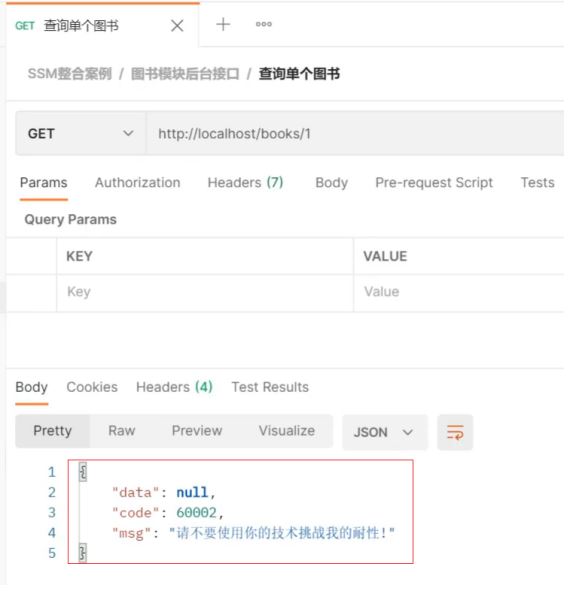 GET 查询单个图书
SSM整合案例 / 图书模块后台接口 / 查询单个图书
GET http://localhost/books/1
Params Authorization Headers (7) Body Pre-request Script Tests
Query Params
KEY VALUE
Key Value
Body Cookies Headers (4) Test Results
Pretty Raw Preview Visualize JSON
1 {
2 "data": null,
3 "code": 60002,
4 "msg": "请不要使用你的技术挑战我的耐性!"
5 }